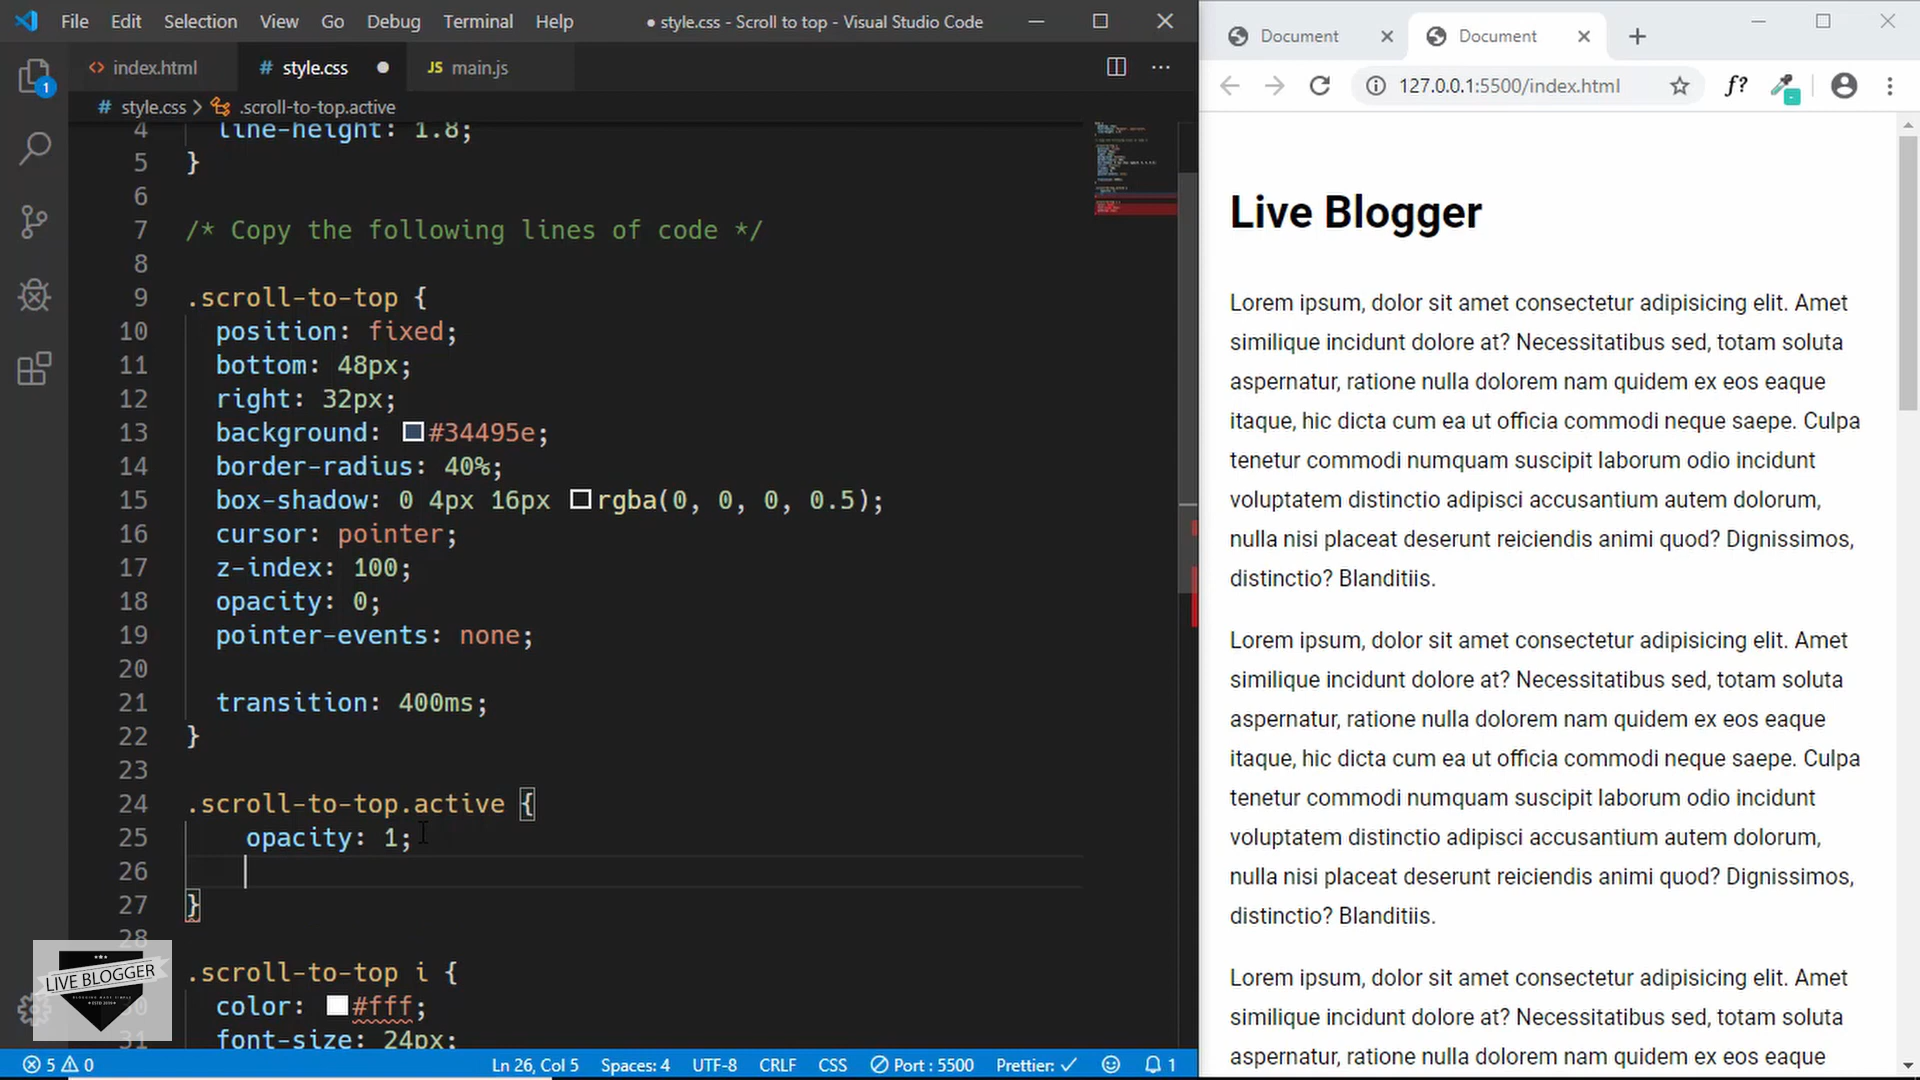 File Edit Selection View Go Debug Terminal Help
● style.css - Scroll to top - Visual Studio Code
index.html
# style.css ●
JS main.js
# style.css > .scroll-to-top.active
4 line-height: 1.8;
5 }
6
7 /* Copy the following lines of code */
8
9 .scroll-to-top {
10 position: fixed;
11 bottom: 48px;
12 right: 32px;
13 background: #34495e;
14 border-radius: 40%;
15 box-shadow: 0 4px 16px rgba(0, 0, 0, 0.5);
16 cursor: pointer;
17 z-index: 100;
18 opacity: 0;
19 pointer-events: none;
20
21 transition: 400ms;
22 }
23
24 .scroll-to-top.active {
25 opacity: 1;
26
27 }
28
.scroll-to-top i {
30 color: #fff;
31 font-size: 24px;
1
LIVE BLOGGER
5 0
Ln 26, Col 5 Spaces: 4 UTF-8 CRLF CSS Port : 5500 Prettier: ✓ 1
Document
Document
127.0.0.1:5500/index.html
f?
Live Blogger
Lorem ipsum, dolor sit amet consectetur adipisicing elit. Amet
similique incidunt dolore at? Necessitatibus sed, totam soluta
aspernatur, ratione nulla dolorem nam quidem ex eos eaque
itaque, hic dicta cum ea ut officia commodi neque saepe. Culpa
tenetur commodi numquam suscipit laborum odio incidunt
voluptatem distinctio adipisci accusantium autem dolorum,
nulla nisi placeat deserunt reiciendis animi quod? Dignissimos,
distinctio? Blanditiis.
Lorem ipsum, dolor sit amet consectetur adipisicing elit. Amet
similique incidunt dolore at? Necessitatibus sed, totam soluta
aspernatur, ratione nulla dolorem nam quidem ex eos eaque
itaque, hic dicta cum ea ut officia commodi neque saepe. Culpa
tenetur commodi numquam suscipit laborum odio incidunt
voluptatem distinctio adipisci accusantium autem dolorum,
nulla nisi placeat deserunt reiciendis animi quod? Dignissimos,
distinctio? Blanditiis.
Lorem ipsum, dolor sit amet consectetur adipisicing elit. Amet
similique incidunt dolore at? Necessitatibus sed, totam soluta
aspernatur, ratione nulla dolorem nam quidem ex eos eaque